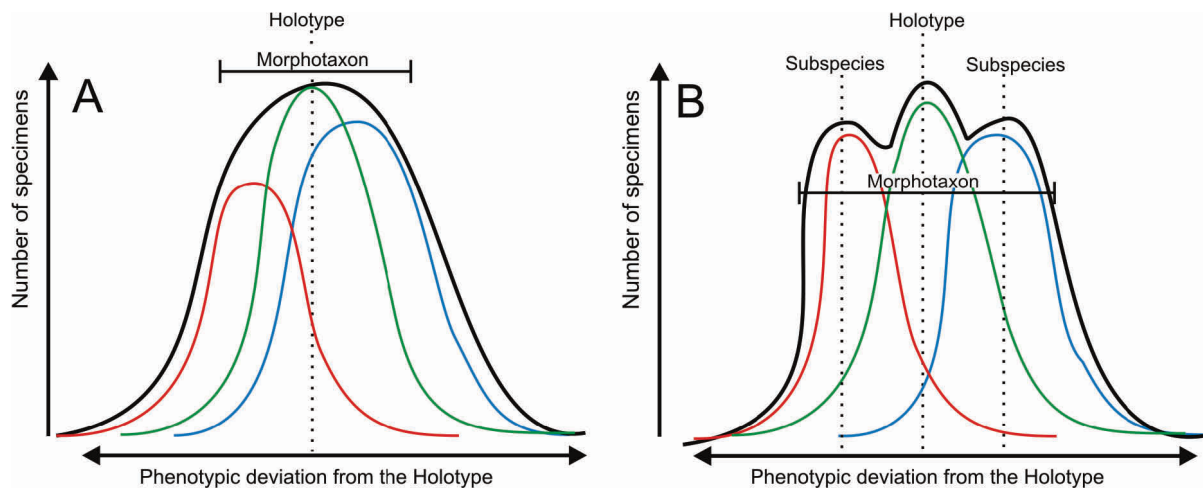 Holotype
Morphotaxon
A
Number of specimens
Phenotypic deviation from the Holotype
Holotype
Subspecies
Subspecies
B
Morphotaxon
Number of specimens
Phenotypic deviation from the Holotype